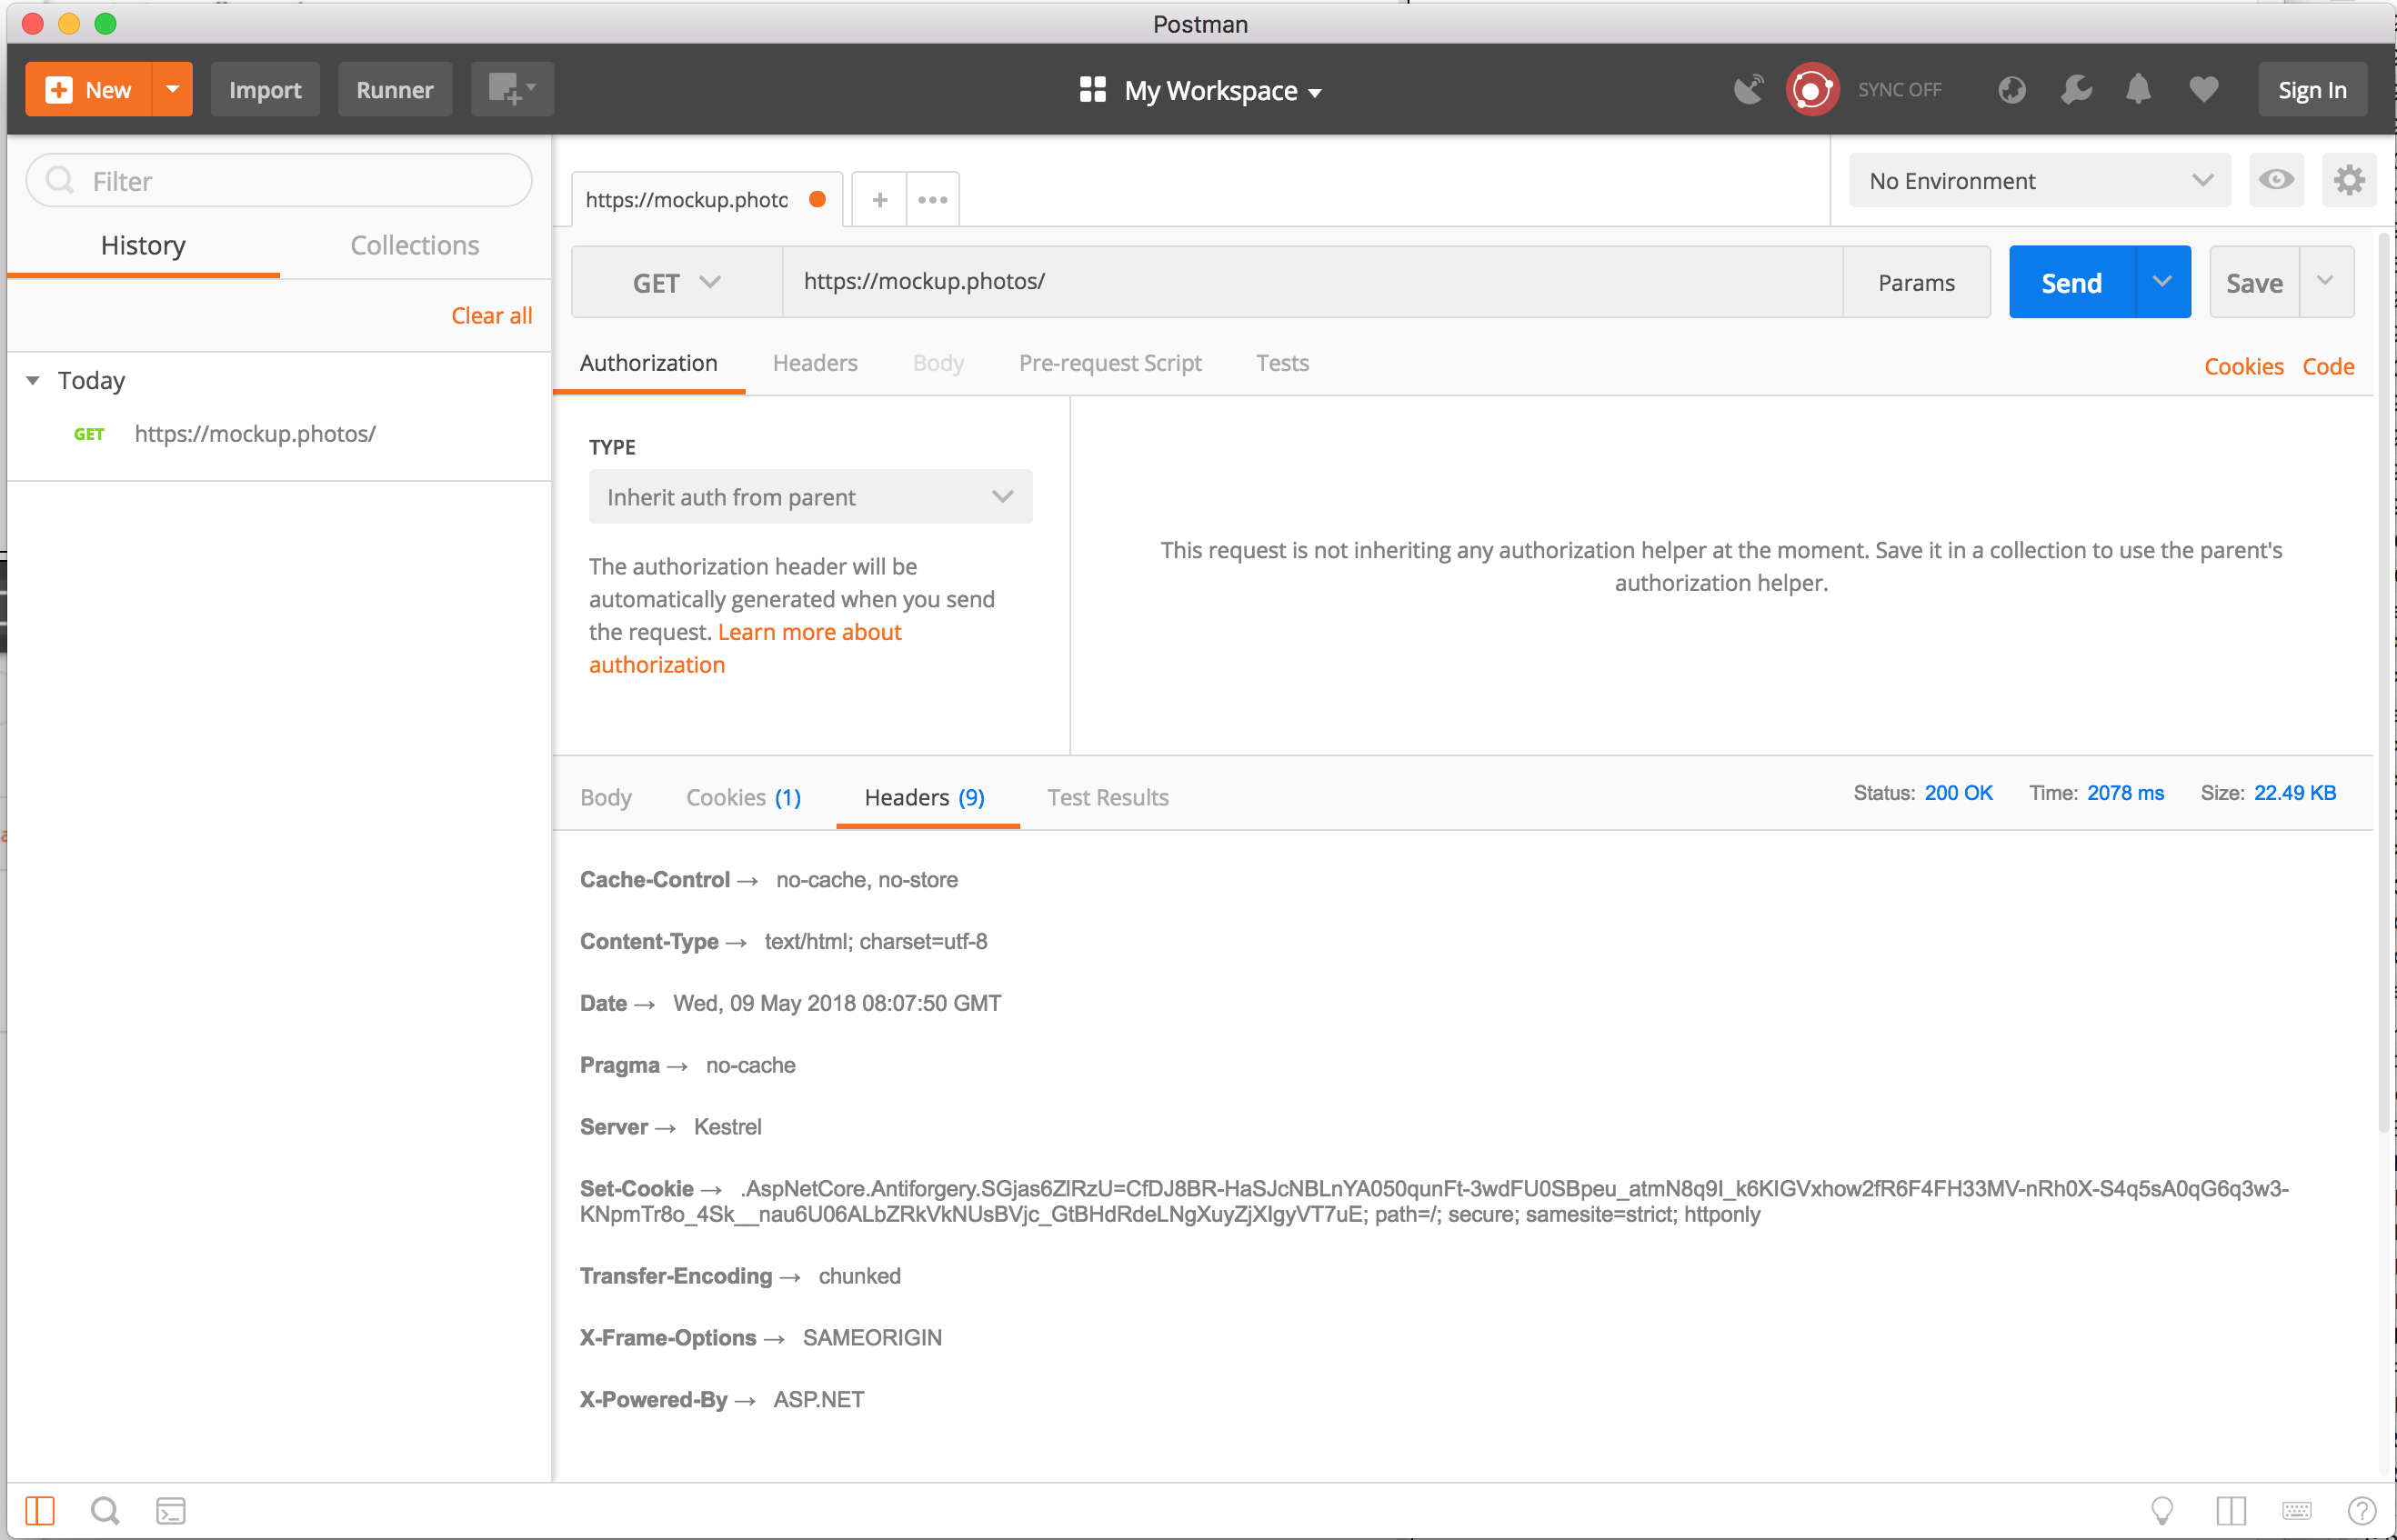 Postman
New
Import
Runner
My Workspace
SYNC OFF
Sign In
Filter
History
Collections
Clear all
Today
GET https://mockup.photos/
https://mockup.photo
No Environment
GET
https://mockup.photos/
Params
Send
Save
Authorization
Headers
Body
Pre-request Script
Tests
Cookies
Code
TYPE
Inherit auth from parent
The authorization header will be
automatically generated when you send
the request. Learn more about
authorization
This request is not inheriting any authorization helper at the moment. Save it in a collection to use the parent's
authorization helper.
Body
Cookies (1)
Headers (9)
Test Results
Status: 200 OK
Time: 2078 ms
Size: 22.49 KB
Cache-Control → no-cache, no-store
Content-Type → text/html; charset=utf-8
Date → Wed, 09 May 2018 08:07:50 GMT
Pragma → no-cache
Server → Kestrel
Set-Cookie → .AspNetCore.Antiforgery.SGjas6ZlRzU=CfDJ8BR-HaSJcNBLnYA050qunFt-3wdFU0SBpeu_atmN8q9I_k6KIGVxhow2fR6F4FH33MV-nRh0X-S4q5sA0qG6q3w3-
KNpmTr8o_4Sk__nau6U06ALbZRkVkNUsBVjc_GtBHdRdeLNgXuyZjXIgyVT7uE; path=/; secure; samesite=strict; httponly
Transfer-Encoding → chunked
X-Frame-Options → SAMEORIGIN
X-Powered-By → ASP.NET